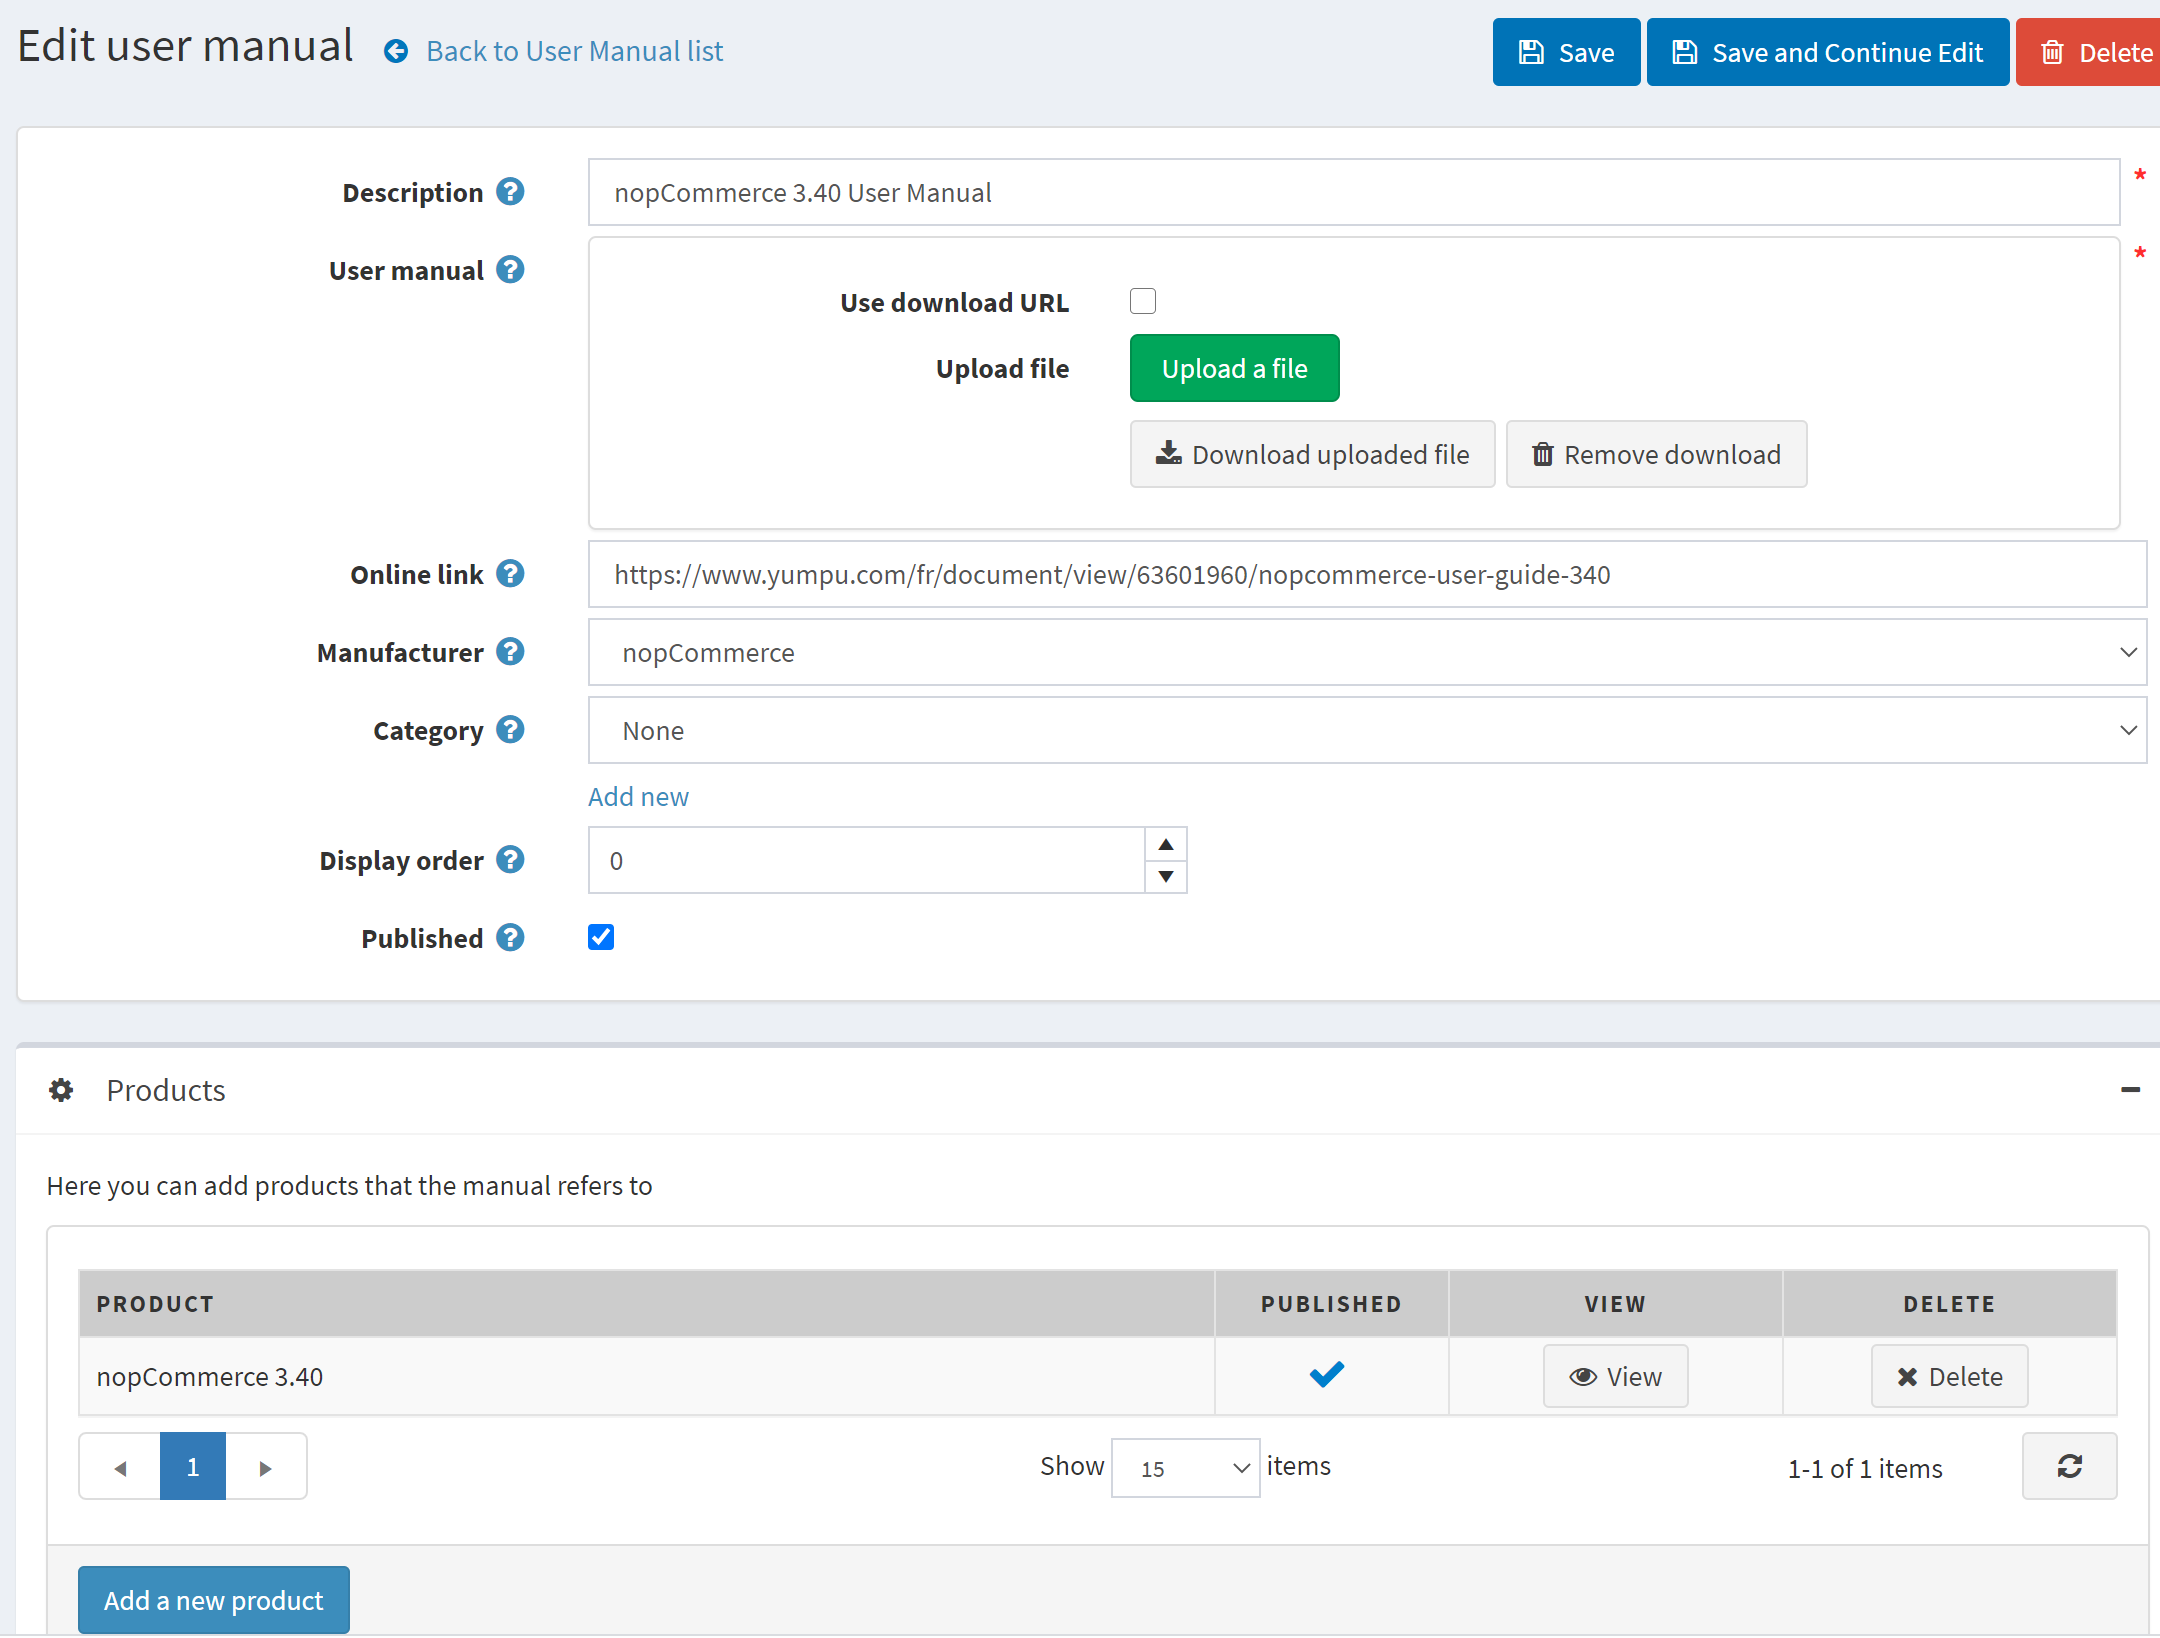 Edit user manual Back to User Manual list Save Save and Continue Edit Delete
Description nopCommerce 3.40 User Manual *
User manual *
Use download URL
Upload file Upload a file
Download uploaded file Remove download
Online link https://www.yumpu.com/fr/document/view/63601960/nopcommerce-user-guide-340
Manufacturer nopCommerce
Category None
Add new
Display order 0
Published
Products
Here you can add products that the manual refers to
PRODUCT PUBLISHED VIEW DELETE
nopCommerce 3.40 View Delete
1 Show 15 items 1-1 of 1 items
Add a new product